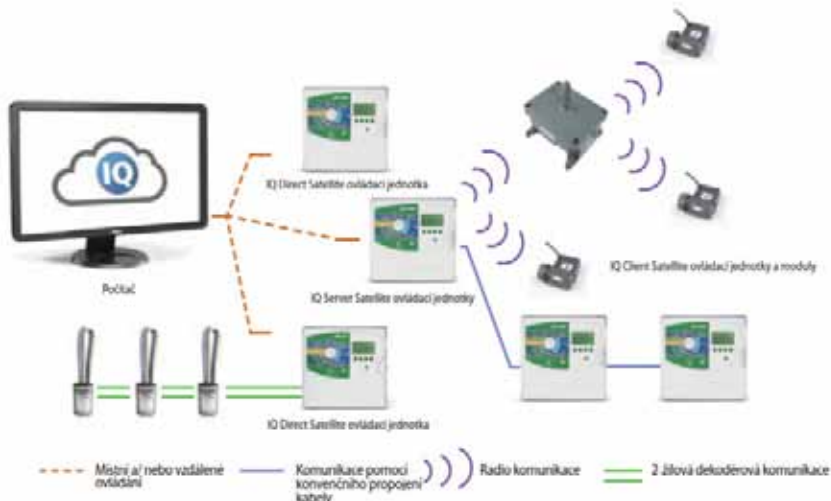 IQ
IQ Direct Satellite ovládací jednotka
Počítač
IQ Server Satellite ovládací jednotky
IQ Client Satellite ovládací jednotky a moduly
IQ Direct Satellite ovládací jednotka
Místní a/ nebo vzdálené
ovládání
Komunikace pomocí
konvenčního propojení
kabely
Radio komunikace
2 žilová dekodérová komunikace